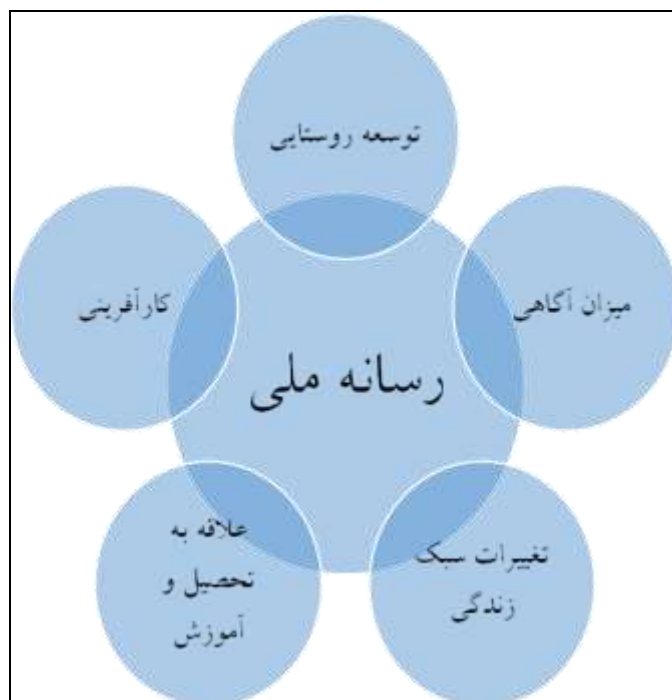 توسعه روستایی
کارآفرینی
میزان آگاهی
رسانه ملی
علاقه به
تحصیل و
آموزش
تغییرات سبک
زندگی